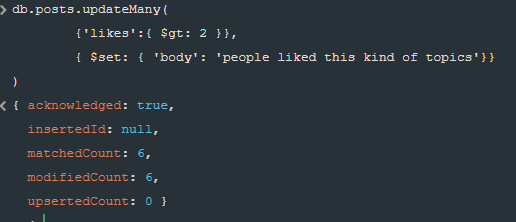 > db.posts.updateMany(
{'likes':{ $gt: 2 }},
{ $set: { 'body': 'people liked this kind of topics'}}
)
< { acknowledged: true,
insertedId: null,
matchedCount: 6,
modifiedCount: 6,
upsertedCount: 0 }